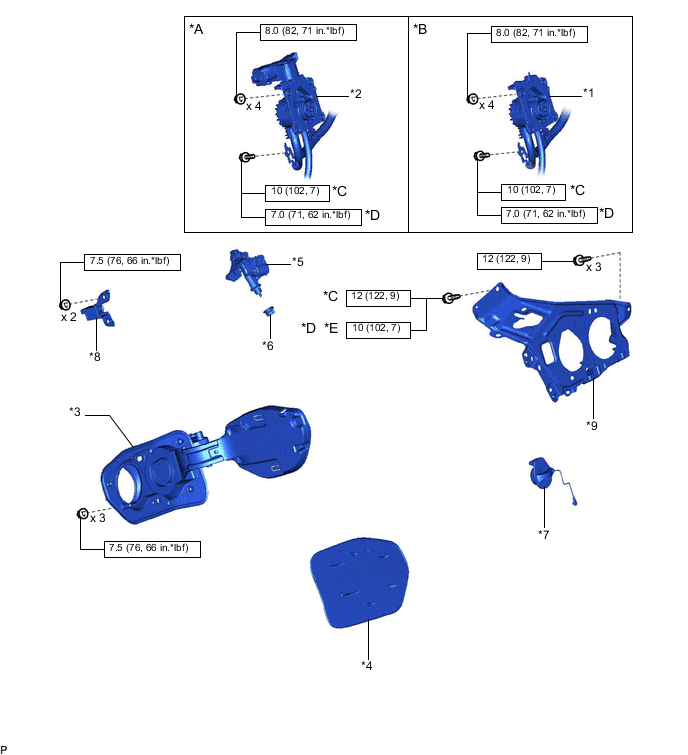 *A
8.0 (82, 71 in.*lbf)
*2
x 4
10 (102, 7)
*C
7.0 (71, 62 in.*lbf)
*D
*B
8.0 (82, 71 in.*lbf)
*1
x 4
10 (102, 7)
*C
7.0 (71, 62 in.*lbf)
*D
7.5 (76, 66 in.*lbf)
x 2
*8
*5
*6
12 (122, 9)
x 3
*C
12 (122, 9)
*D
*E
10 (102, 7)
*9
*3
x 3
7.5 (76, 66 in.*lbf)
*7
*4
P